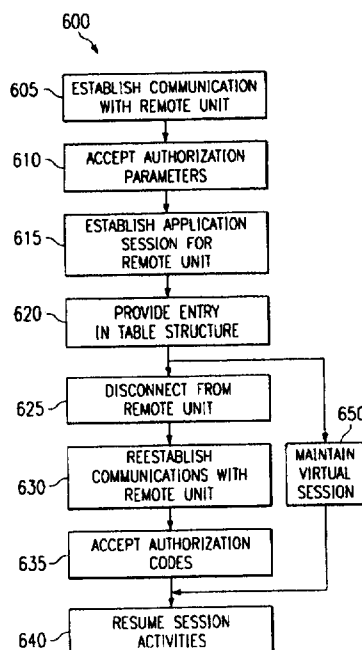 600
605
ESTABLISH COMMUNICATION
WITH REMOTE UNIT
610
ACCEPT AUTHORIZATION
PARAMETERS
615
ESTABLISH APPLICATION
SESSION FOR
REMOTE UNIT
620
PROVIDE ENTRY
IN TABLE STRUCTURE
625
DISCONNECT FROM
REMOTE UNIT
650
MAINTAIN
VIRTUAL
SESSION
630
REESTABLISH
COMMUNICATIONS WITH
REMOTE UNIT
635
ACCEPT AUTHORIZATION
CODES
640
RESUME SESSION
ACTIVITIES